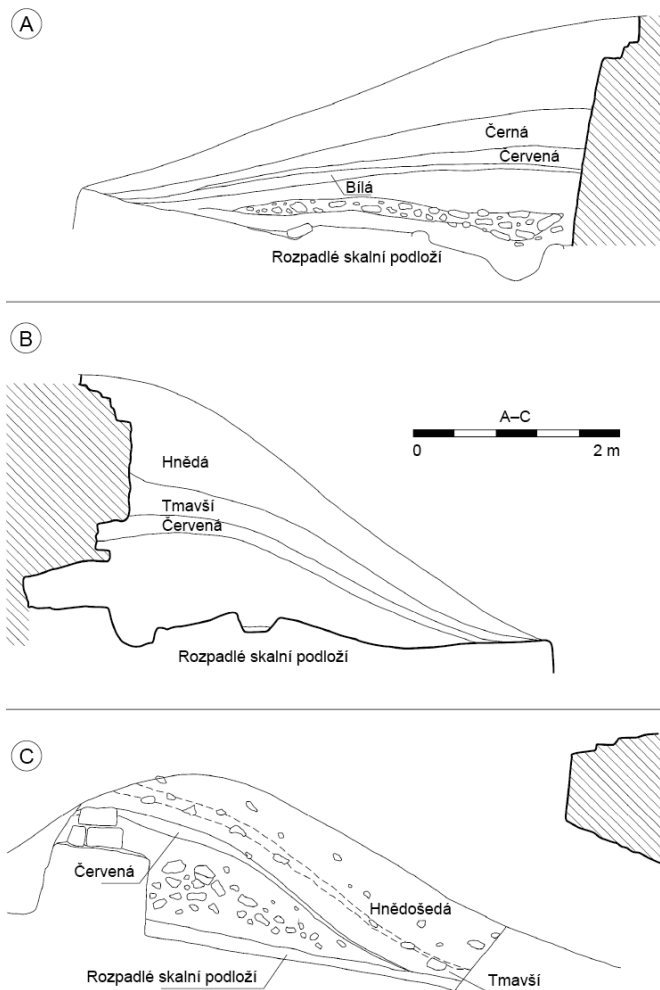 A
Černá
Červená
Bílá
Rozpadlé skalní podloží
B
A–C
0 2 m
Hnědá
Tmavší
Červená
Rozpadlé skalní podloží
C
Červená
Hnědošedá
Rozpadlé skalní podloží
Tmavší